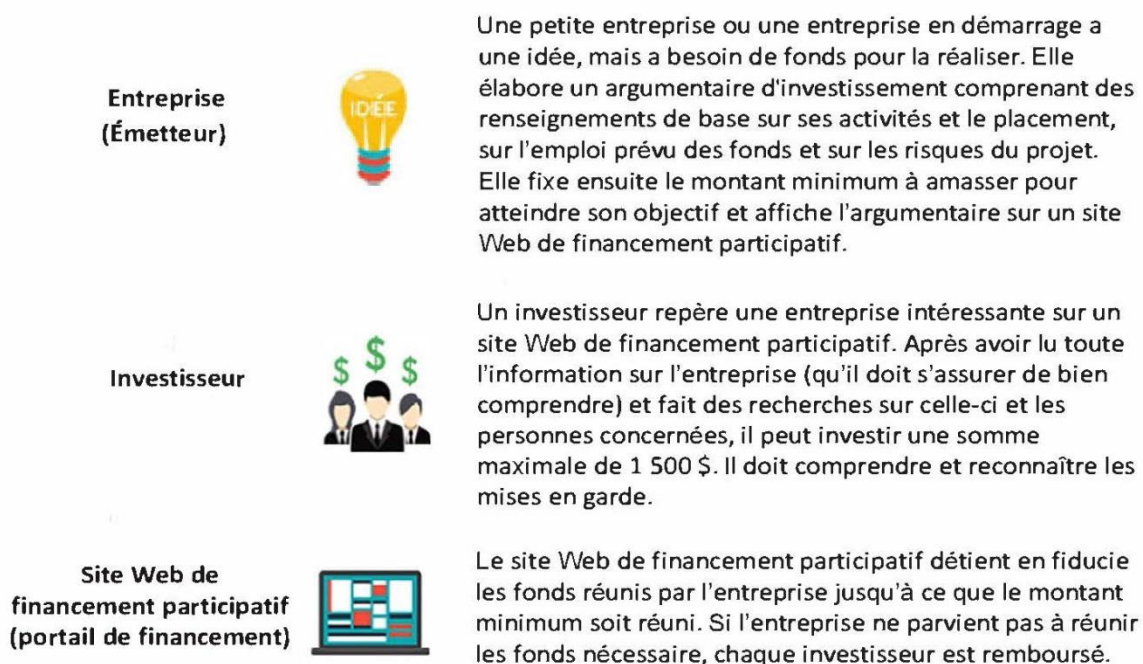 Entreprise
(Émetteur)
IDÉE
Une petite entreprise ou une entreprise en démarrage a
une idée, mais a besoin de fonds pour la réaliser. Elle
élabore un argumentaire d'investissement comprenant des
renseignements de base sur ses activités et le placement,
sur l'emploi prévu des fonds et sur les risques du projet.
Elle fixe ensuite le montant minimum à amasser pour
atteindre son objectif et affiche l'argumentaire sur un site
Web de financement participatif.
Investisseur
$ $ $
Un investisseur repère une entreprise intéressante sur un
site Web de financement participatif. Après avoir lu toute
l'information sur l'entreprise (qu'il doit s'assurer de bien
comprendre) et fait des recherches sur celle-ci et les
personnes concernées, il peut investir une somme
maximale de 1 500 $. Il doit comprendre et reconnaître les
mises en garde.
Site Web de
financement participatif
(portail de financement)
Le site Web de financement participatif détient en fiducie
les fonds réunis par l'entreprise jusqu'à ce que le montant
minimum soit réuni. Si l'entreprise ne parvient pas à réunir
les fonds nécessaire, chaque investisseur est remboursé.